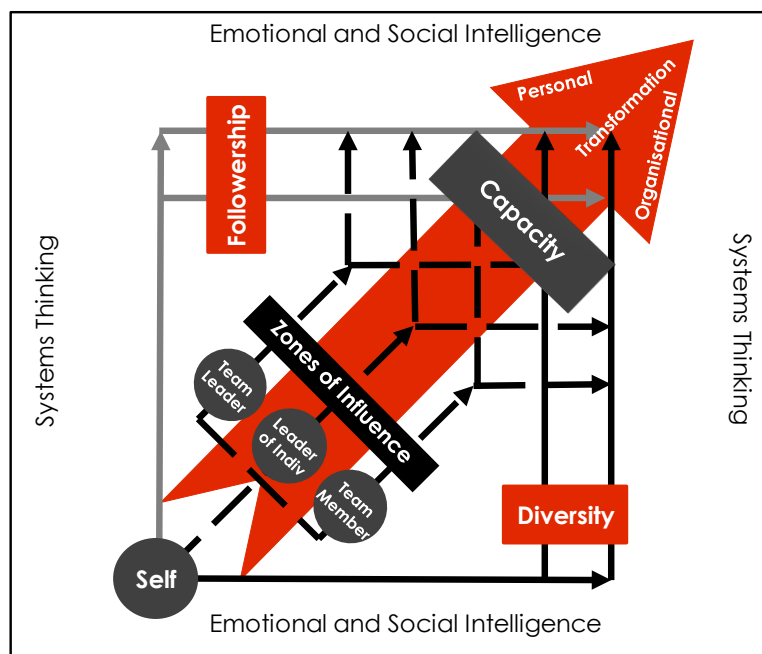 Emotional and Social Intelligence
Personal
Transformation
Organisational
Followership
Capacity
Systems Thinking
Systems Thinking
Zones of Influence
Team
Leader
Leader
of Indiv
Team
Member
Diversity
Self
Emotional and Social Intelligence